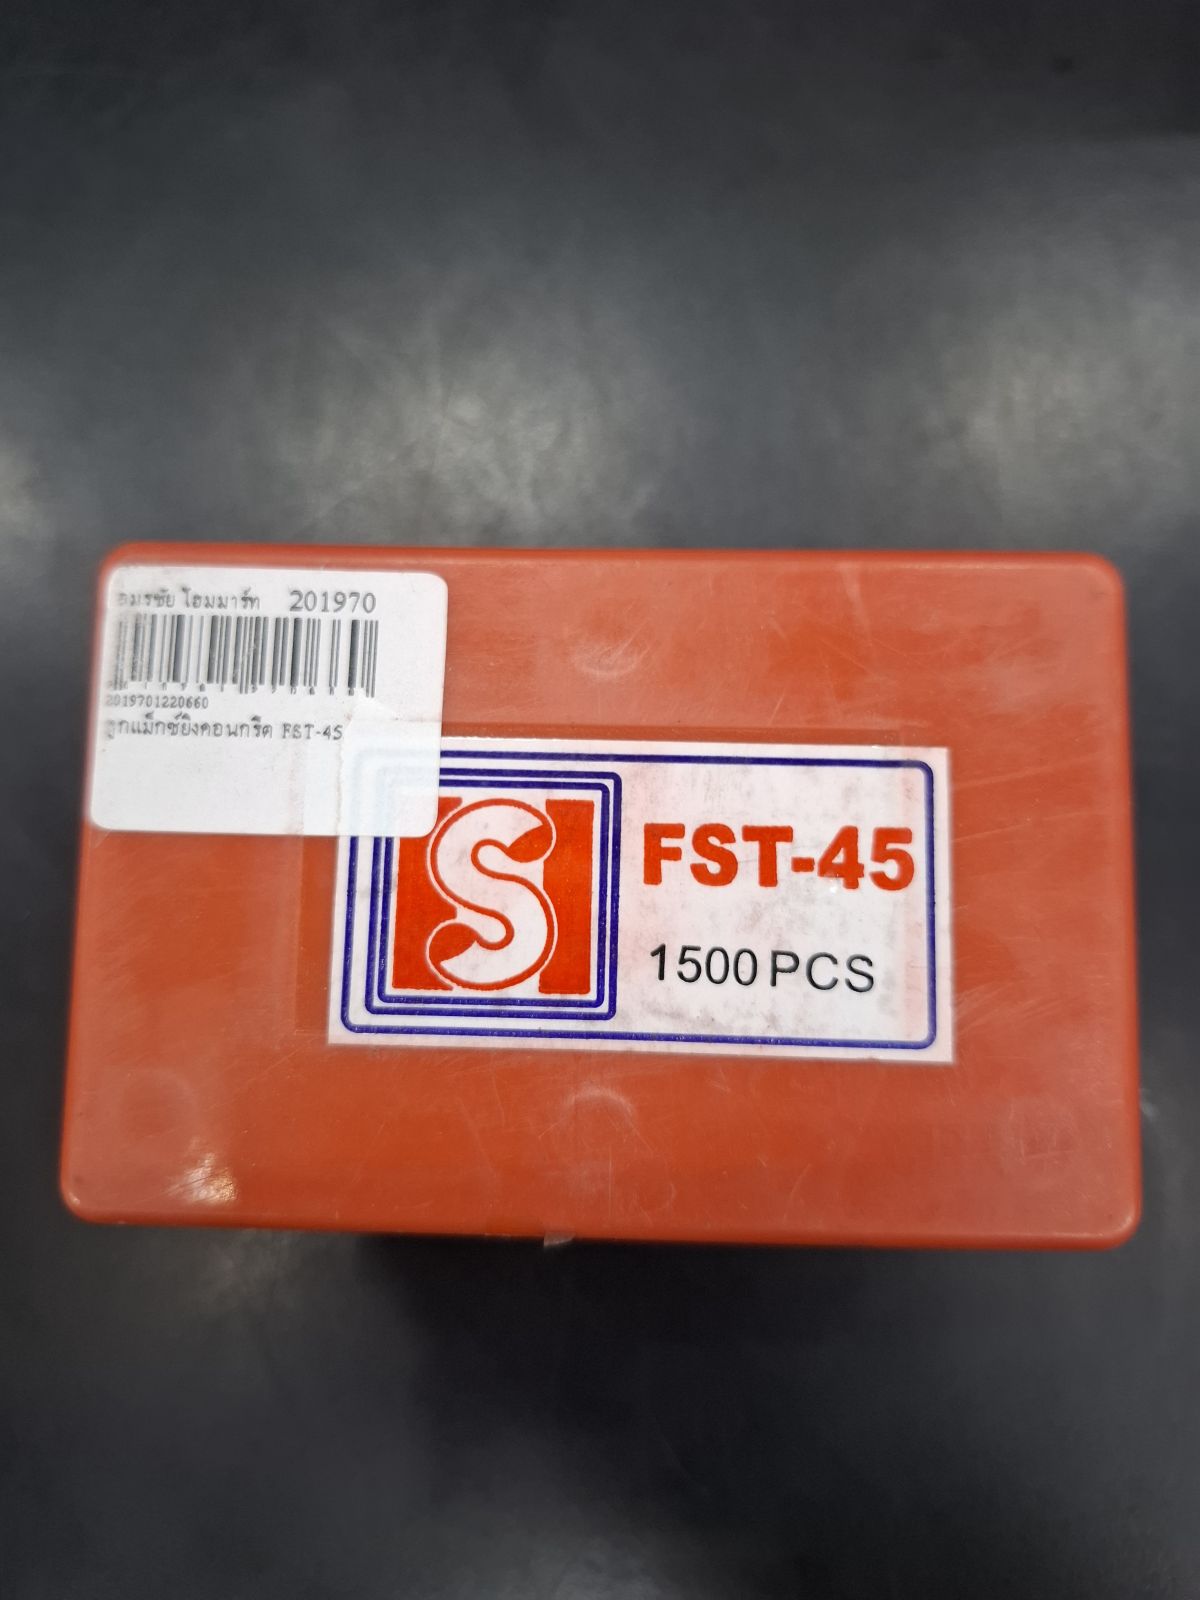 อมรชัย โฮมมาร์ท 201970
2019701220660
ลูกแม็กซ์ยิงคอนกรีต FST-45
S
FST-45
1500 PCS